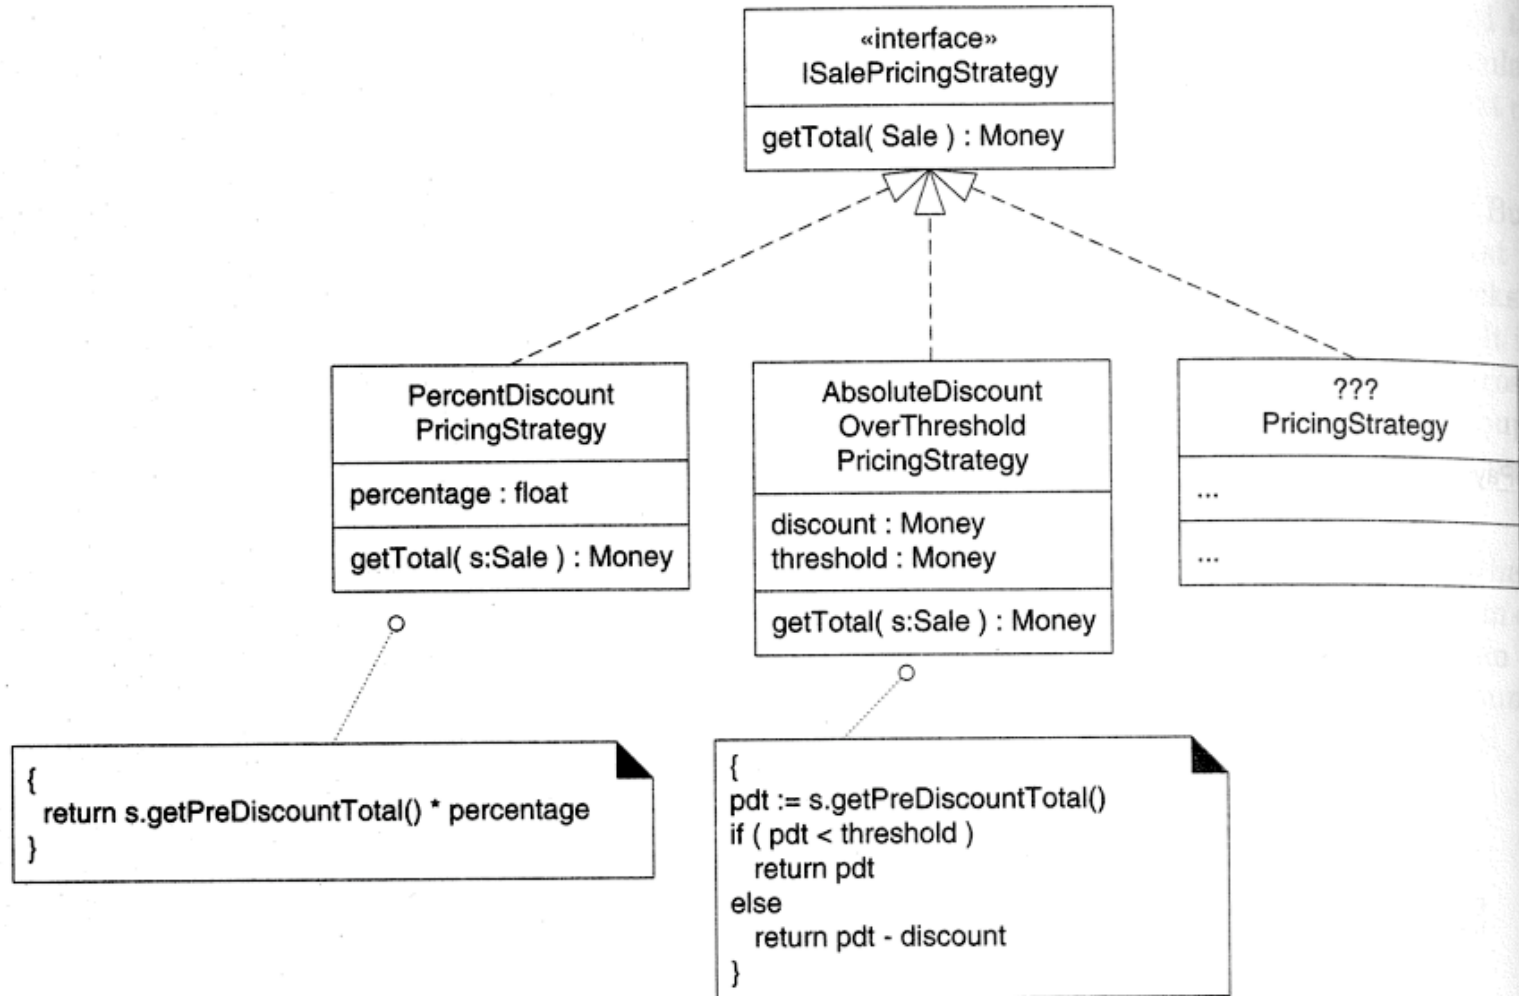 «interface»
ISalePricingStrategy
getTotal( Sale ) : Money
PercentDiscount
PricingStrategy
percentage : float
getTotal( s:Sale ) : Money
AbsoluteDiscount
OverThreshold
PricingStrategy
discount : Money
threshold : Money
getTotal( s:Sale ) : Money
???
PricingStrategy
...
...
{
return s.getPreDiscountTotal() * percentage
}
{
pdt := s.getPreDiscountTotal()
if ( pdt < threshold )
return pdt
else
return pdt - discount
}